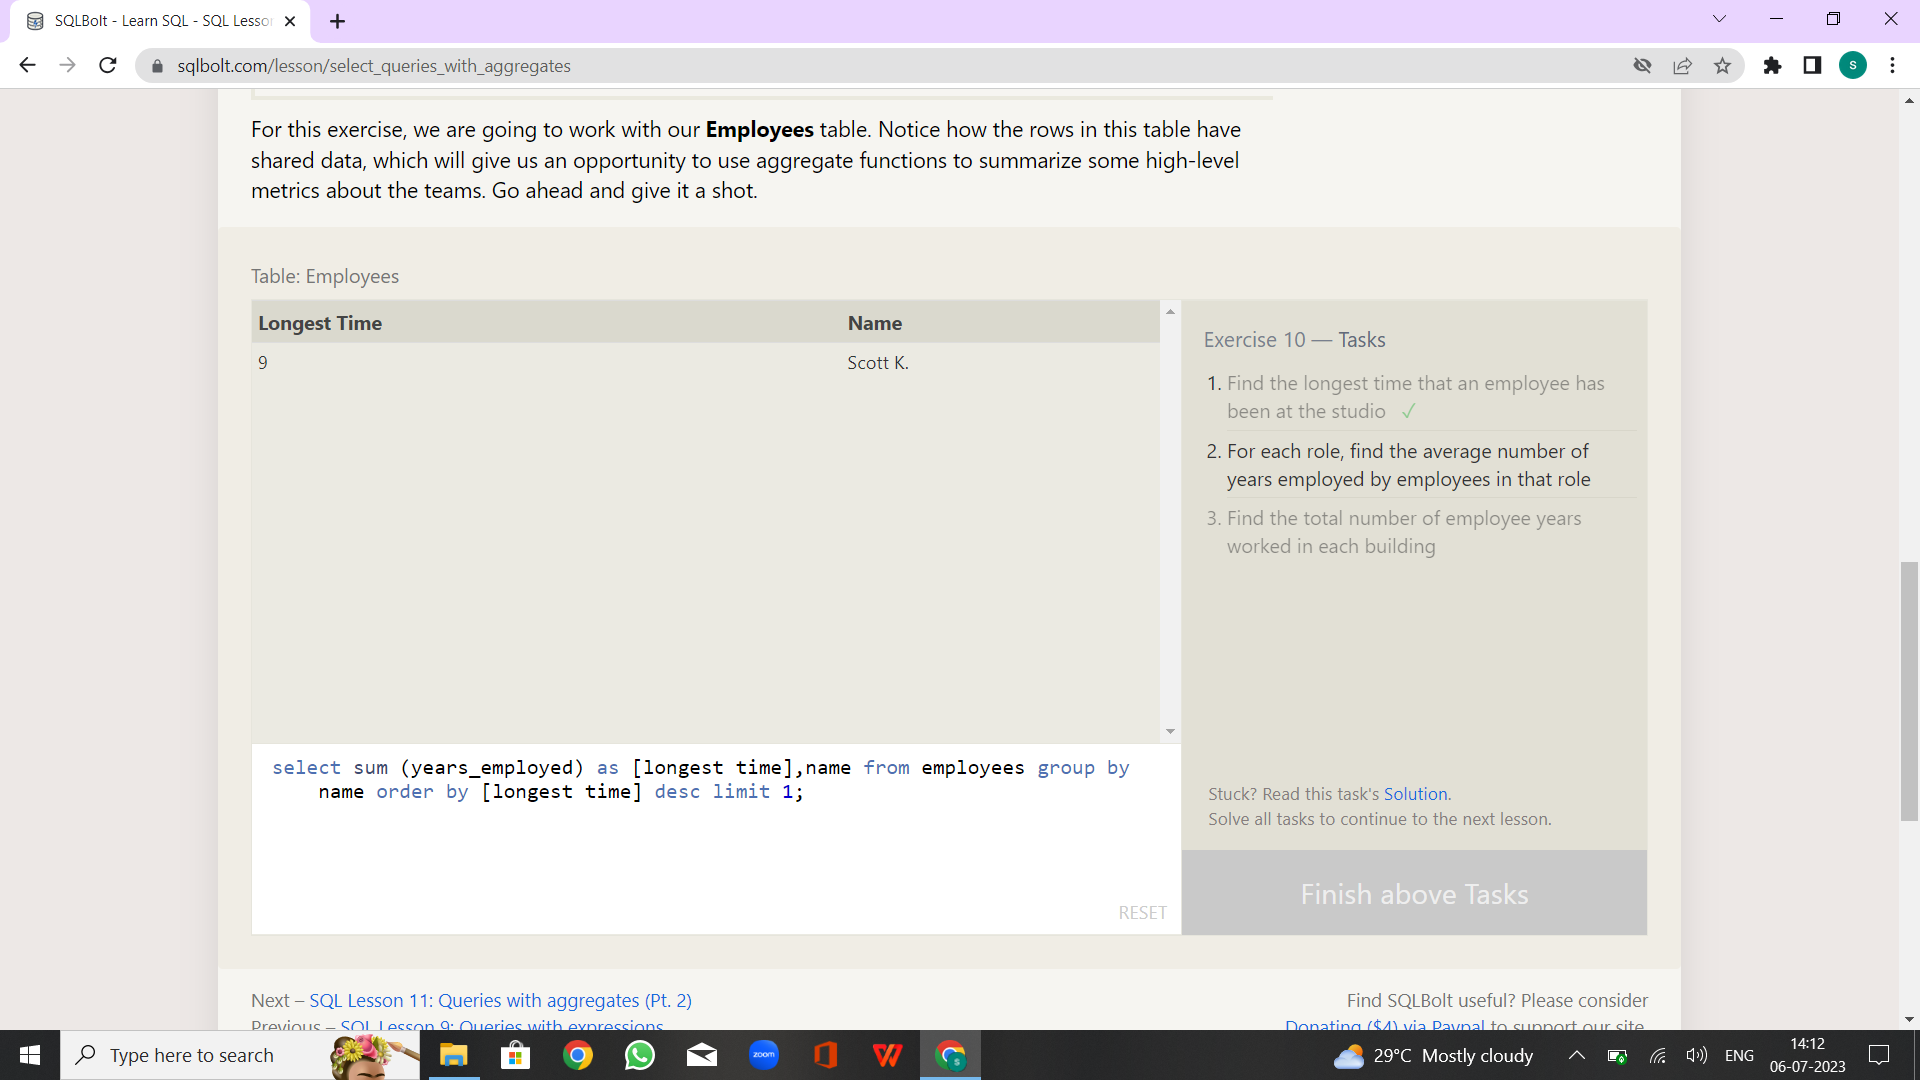 SQLBolt - Learn SQL - SQL Lesso
sqlbolt.com/lesson/select_queries_with_aggregates
S
For this exercise, we are going to work with our Employees table. Notice how the rows in this table have
shared data, which will give us an opportunity to use aggregate functions to summarize some high-level
metrics about the teams. Go ahead and give it a shot.
Table: Employees
Longest Time Name
9 Scott K.
select sum (years_employed) as [longest time],name from employees group by
name order by [longest time] desc limit 1;
RESET
Exercise 10 — Tasks
1. Find the longest time that an employee has
been at the studio ✓
2. For each role, find the average number of
years employed by employees in that role
3. Find the total number of employee years
worked in each building
Stuck? Read this task's Solution.
Solve all tasks to continue to the next lesson.
Finish above Tasks
Next – SQL Lesson 11: Queries with aggregates (Pt. 2)
Previous – SQL Lesson 9: Queries with expressions
Find SQLBolt useful? Please consider
Donating ($4) via Paypal to support our site.
Type here to search
zoom
S
29°C Mostly cloudy
ENG
14:12
06-07-2023